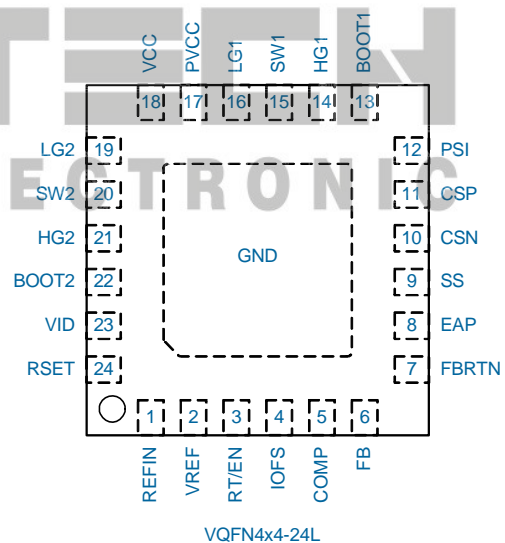 VCC PVCC LG1 SW1 HG1 BOOT1
18 17 16 15 14 13
LG2 19 12 PSI
SW2 20 11 CSP
ECTRONIC
HG2 21 10 CSN
GND
BOOT2 22 9 SS
VID 23 8 EAP
RSET 24 7 FBRTN
1 2 3 4 5 6
REFIN VREF RT/EN IOFS COMP FB
VQFN4x4-24L